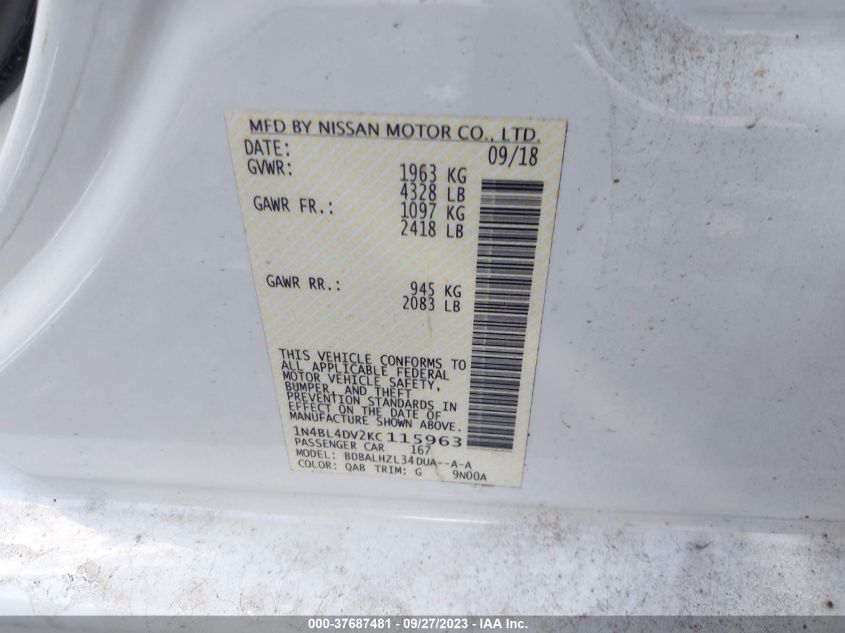 MFD BY NISSAN MOTOR CO., LTD.
DATE: 09/18
GVWR: 1963 KG
4328 LB
GAWR FR.: 1097 KG
2418 LB
GAWR RR.: 945 KG
2083 LB
THIS VEHICLE CONFORMS TO
ALL APPLICABLE FEDERAL
MOTOR VEHICLE SAFETY,
BUMPER, AND THEFT
PREVENTION STANDARDS IN
EFFECT ON THE DATE OF
MANUFACTURE SHOWN ABOVE.
1N4BL4DV2KC115963
PASSENGER CAR 167
MODEL: BDBALHZL34DUA--A-A
COLOR: QAB TRIM: G 9N00A
000-37687481 - 09/27/2023 - IAA Inc.